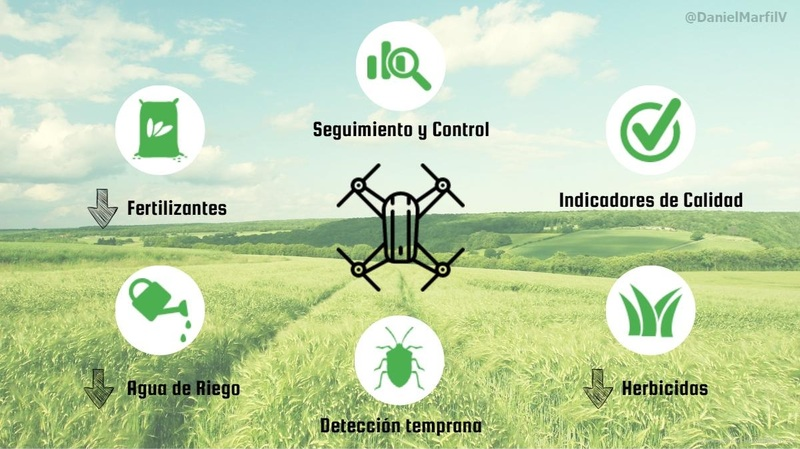 @DanielMarfilV
Seguimiento y Control
Fertilizantes
Indicadores de Calidad
Agua de Riego
Herbicidas
Detección temprana